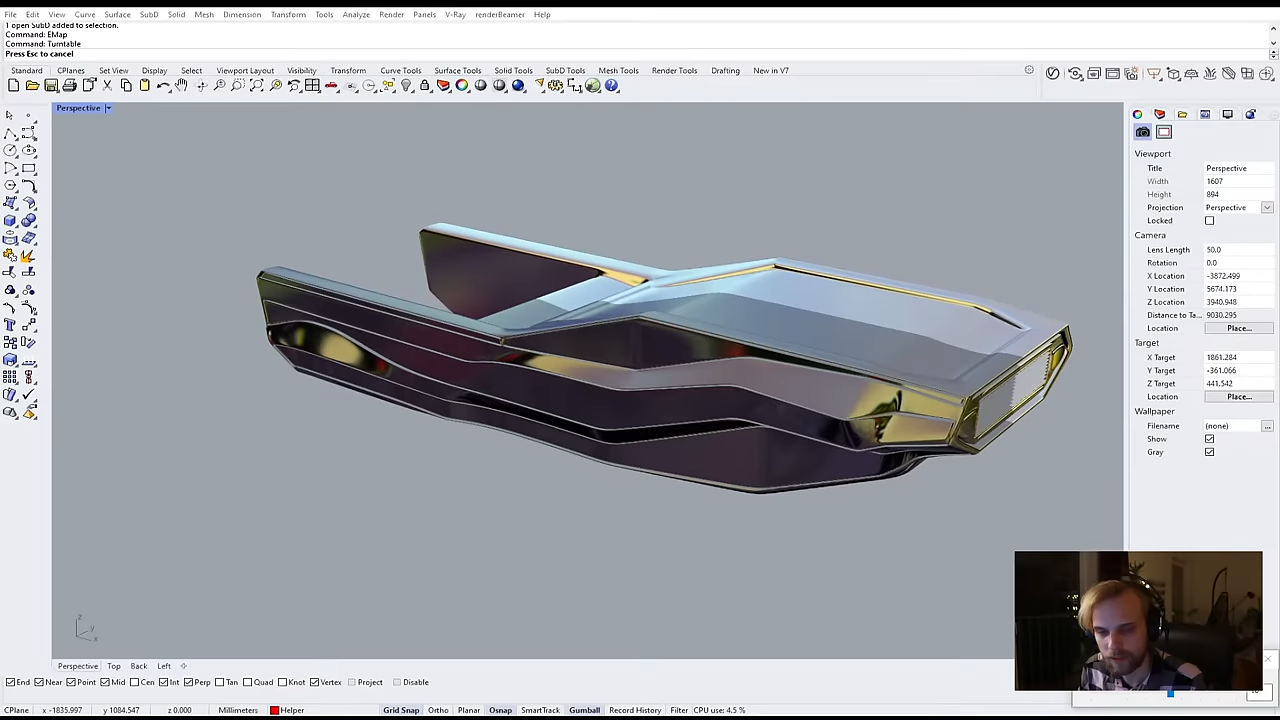 File Edit View Curve Surface SubD Solid Mesh Dimension Transform Tools Analyze Render Panels V-Ray renderBeamer Help
1 open SubD added to selection.
Command: EMap
Command: Turntable
Press Esc to cancel
Standard CPlanes Set View Display Select Viewport Layout Visibility Transform Curve Tools Surface Tools Solid Tools SubD Tools Mesh Tools Render Tools Drafting New in V7
Perspective
Viewport
Title Perspective
Width 1607
Height 894
Projection Perspective
Locked
Camera
Lens Length 50.0
Rotation 0.0
X Location -3872.499
Y Location 5674.173
Z Location 3940.948
Distance to Ta... 9030.295
Location Place...
Target
X Target 1861.284
Y Target -361.066
Z Target 441.542
Location Place...
Wallpaper
Filename (none) ...
Show
Gray
z
y
x
Perspective Top Back Left
End Near Point Mid Cen Int Perp Tan Quad Knot Vertex Project Disable
CPlane x -1835.997 y 1084.547 z 0.000 Millimeters Helper Grid Snap Ortho Planar Osnap SmartTrack Gumball Record History Filter CPU use: 4.5 %